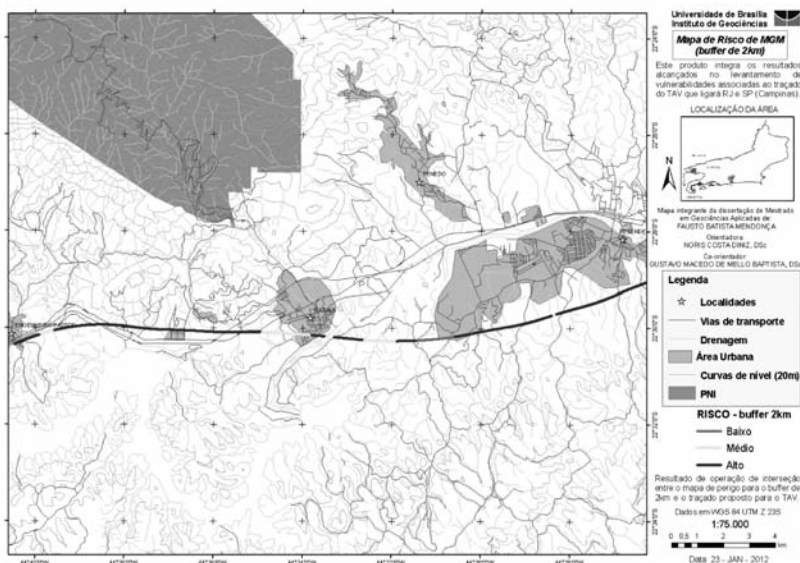 Universidade de Brasília
Instituto de Geociências
Mapa de Risco de MGM
(buffer de 2km)
Este produto integra os resultados
alcançados no levantamento de
vulnerabilidades associadas ao traçado
do TAV que ligará RJ e SP (Campinas).
LOCALIZAÇÃO DA ÁREA
N
Mapa integrante da dissertação de Mestrado
em Geociências Aplicadas de
FAUSTO BATISTA MENDONÇA
Orientadora
NORIS COSTA DINIZ, DSc
Co-orientador
GUSTAVO MACEDO DE MELLO BAPTISTA, DSc
Legenda
Localidades
Vias de transporte
Drenagem
Área Urbana
Curvas de nível (20m)
PNI
RISCO - buffer 2km
Baixo
Médio
Alto
Resultado de operação de interseção
entre o mapa de perigo para o buffer de
2km e o traçado proposto para o TAV.
Dados em WGS 84 UTM Z 23S
1:75.000
0 0,5 1 2 3 4
km
Data: 23 - JAN - 2012
PENEDO